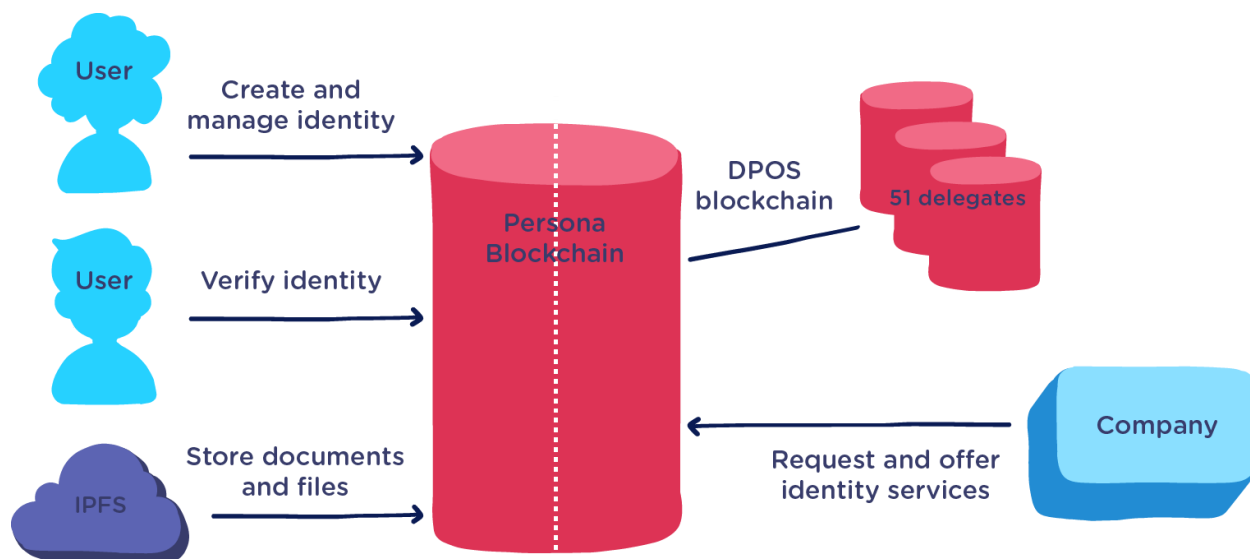 User
Create and
manage identity
DPOS
blockchain
51 delegates
Persona
Blockchain
User
Verify identity
Company
Store documents
and files
IPFS
Request and offer
identity services